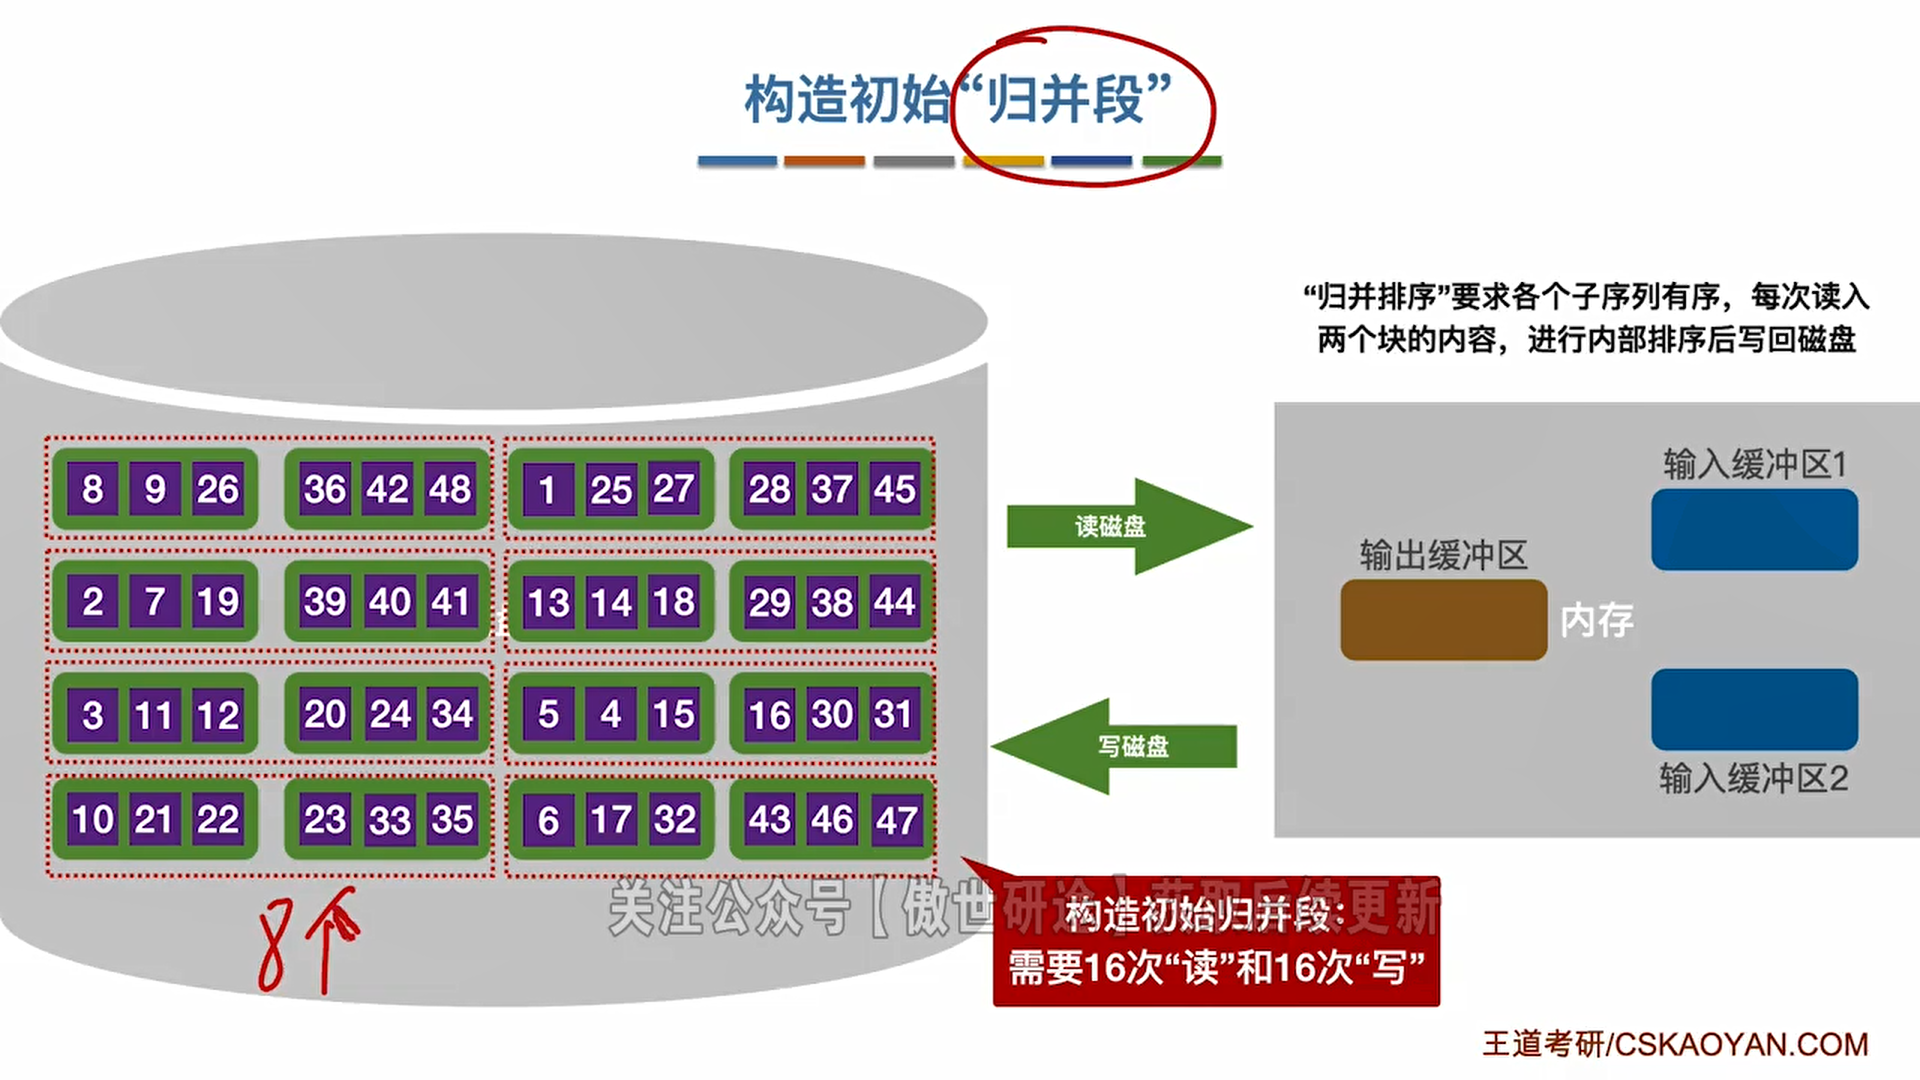 构造初始“归并段”
“归并排序”要求各个子序列有序，每次读入
两个块的内容，进行内部排序后写回磁盘
8 9 26 36 42 48 1 25 27 28 37 45
2 7 19 39 40 41 13 14 18 29 38 44
3 11 12 20 24 34 5 4 15 16 30 31
10 21 22 23 33 35 6 17 32 43 46 47
8个
读磁盘
写磁盘
输入缓冲区1
输出缓冲区
内存
输入缓冲区2
关注公众号【傲世研途】获取后续更新
构造初始归并段：
需要16次“读”和16次“写”
王道考研/CSKAOYAN.COM